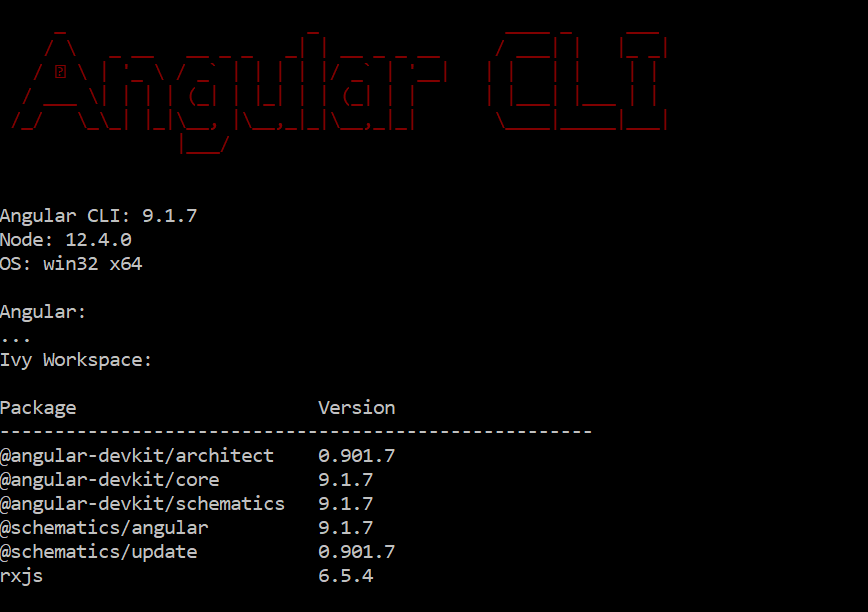 Angular CLI
Angular CLI: 9.1.7
Node: 12.4.0
OS: win32 x64
Angular:
...
Ivy Workspace:
Package Version
------------------------------------------------------
@angular-devkit/architect 0.901.7
@angular-devkit/core 9.1.7
@angular-devkit/schematics 9.1.7
@schematics/angular 9.1.7
@schematics/update 0.901.7
rxjs 6.5.4